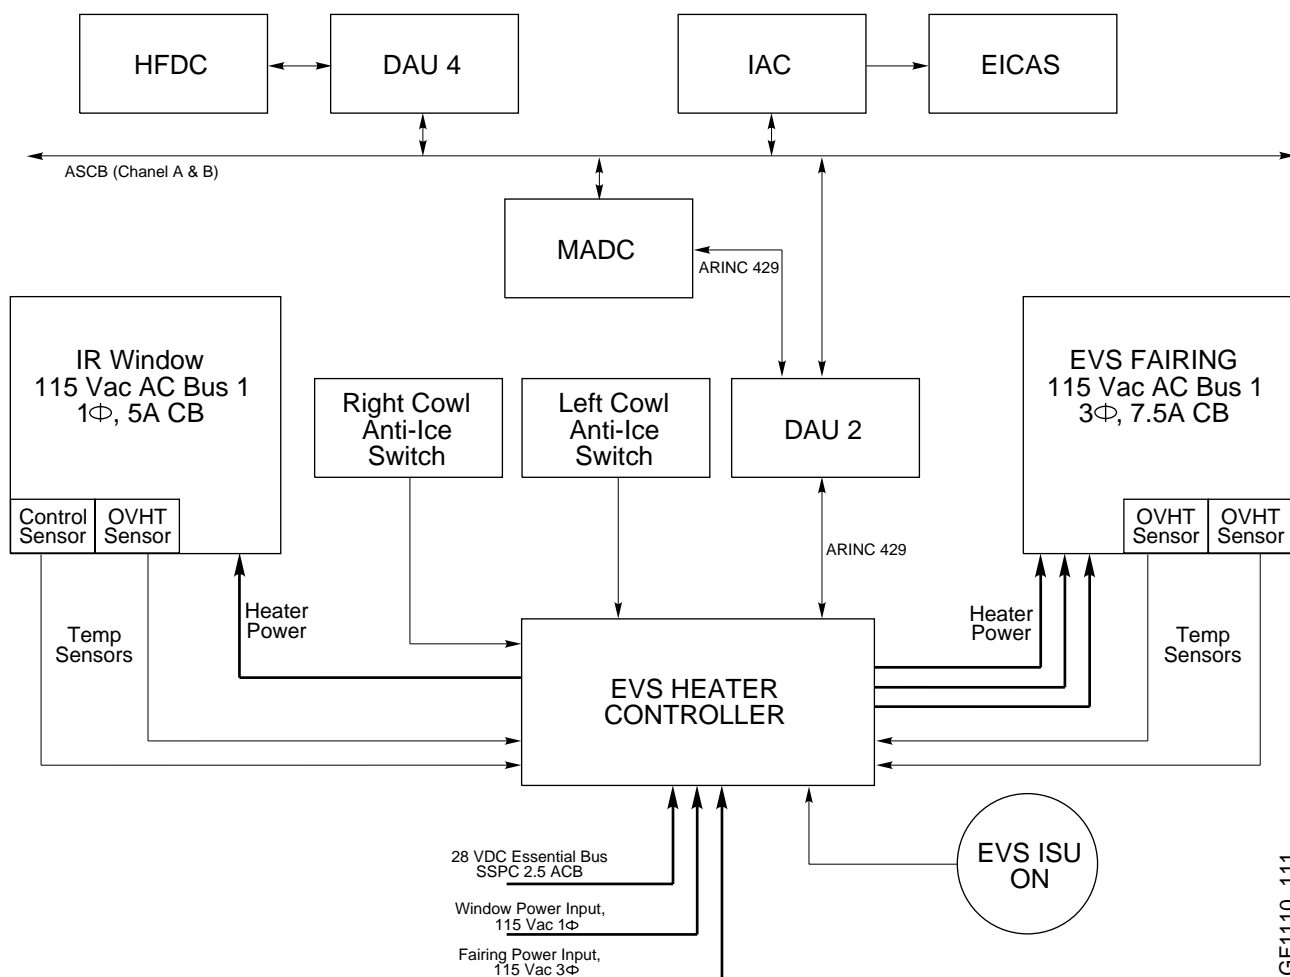 HFDC
DAU 4
IAC
EICAS
ASCB (Chanel A & B)
MADC
ARINC 429
IR Window
115 Vac AC Bus 1
1Φ, 5A CB
Control
Sensor
OVHT
Sensor
Right Cowl
Anti-Ice
Switch
Left Cowl
Anti-Ice
Switch
DAU 2
EVS FAIRING
115 Vac AC Bus 1
3Φ, 7.5A CB
OVHT
Sensor
OVHT
Sensor
ARINC 429
Heater
Power
Temp
Sensors
Heater
Power
Temp
Sensors
EVS HEATER
CONTROLLER
28 VDC Essential Bus
SSPC 2.5 ACB
Window Power Input,
115 Vac 1Φ
Fairing Power Input,
115 Vac 3Φ
EVS ISU
ON
GF1110_111